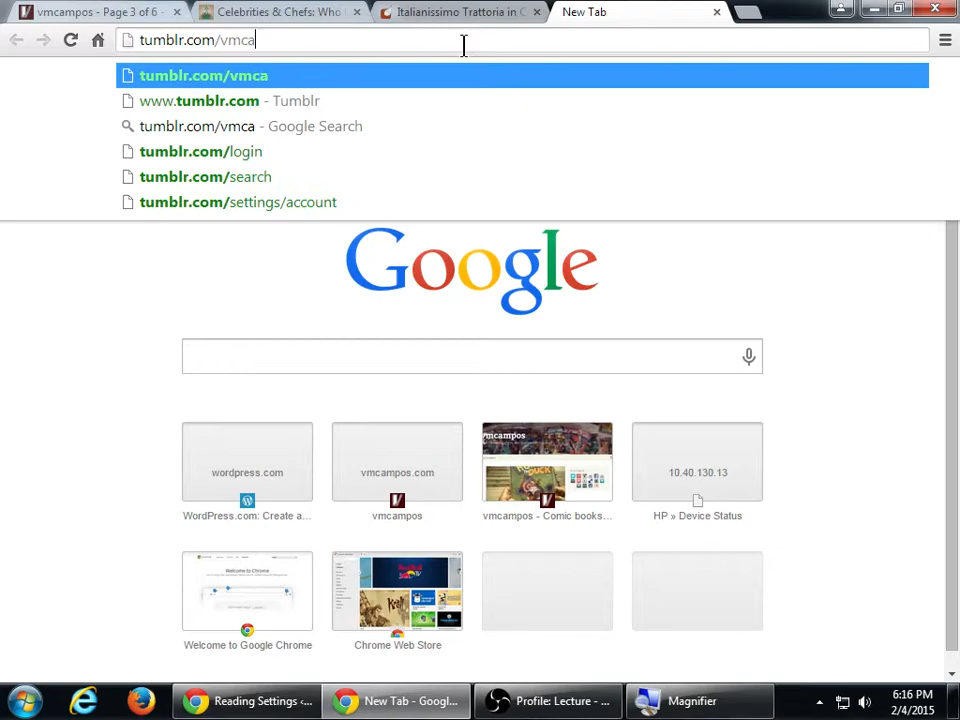 vmcampos - Page 3 of 6
Celebrities & Chefs: Who
Italianissimo Trattoria in C
New Tab
tumblr.com/vmca
tumblr.com/vmca
www.tumblr.com - Tumblr
tumblr.com/vmca - Google Search
tumblr.com/login
tumblr.com/search
tumblr.com/settings/account
Google
wordpress.com
vmcampos.com
vmcampos
10.40.130.13
WordPress.com: Create a...
vmcampos
vmcampos - Comic books...
HP » Device Status
Welcome to Google Chrome
Chrome Web Store
Reading Settings ‹...
New Tab - Googl...
Profile: Lecture - ...
Magnifier
6:16 PM
2/4/2015